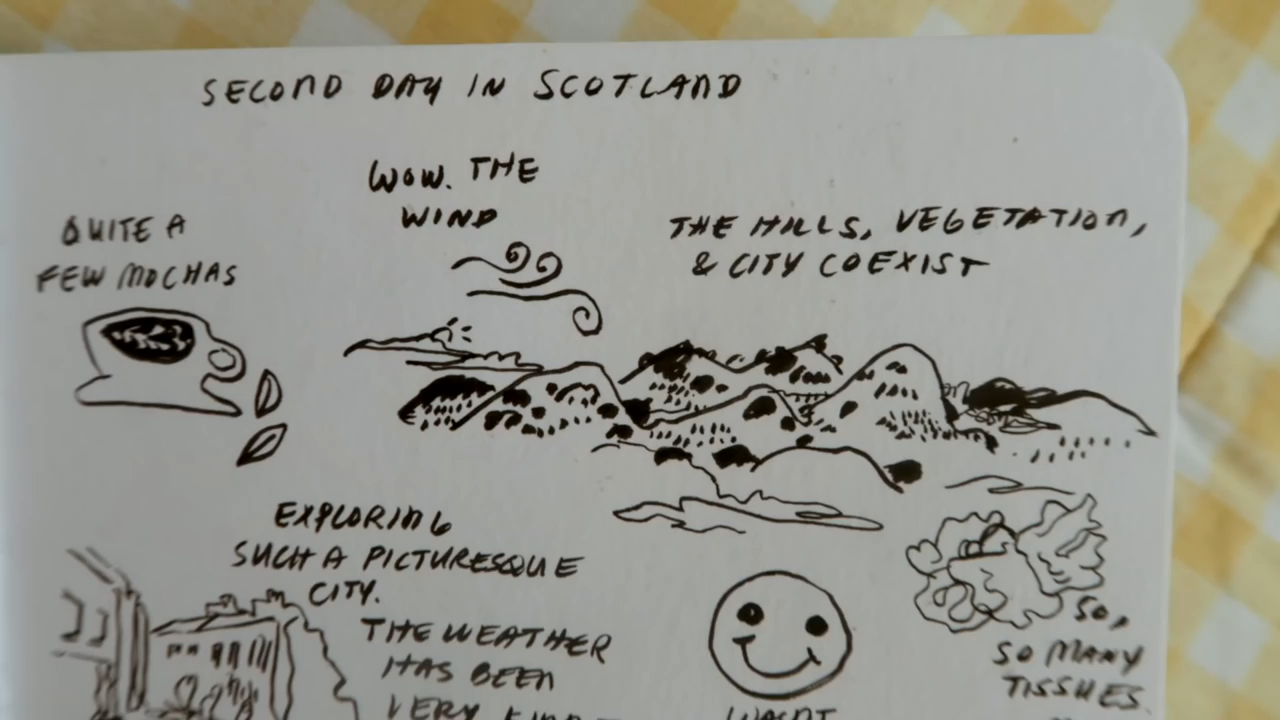 SECOND DAY IN SCOTLAND
WOW. THE
WIND
QUITE A
FEW MOCHAS
THE HILLS, VEGETATION,
& CITY COEXIST
EXPLORING
SUCH A PICTURESQUE
CITY.
THE WEATHER
HAS BEEN
VERY
SO,
SO MANY
TISSUES